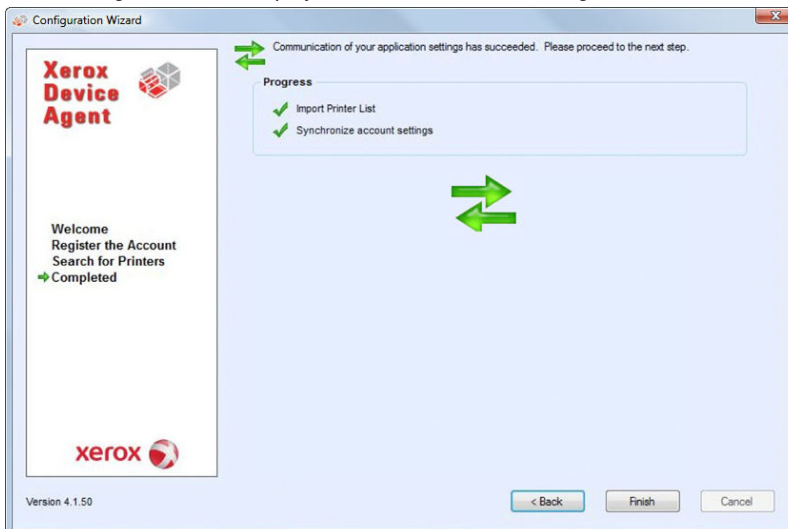 Configuration Wizard
Communication of your application settings has succeeded. Please proceed to the next step.
Xerox
Device
Agent
Progress
Import Printer List
Synchronize account settings
Welcome
Register the Account
Search for Printers
Completed
xerox
Version 4.1.50
< Back
Finish
Cancel